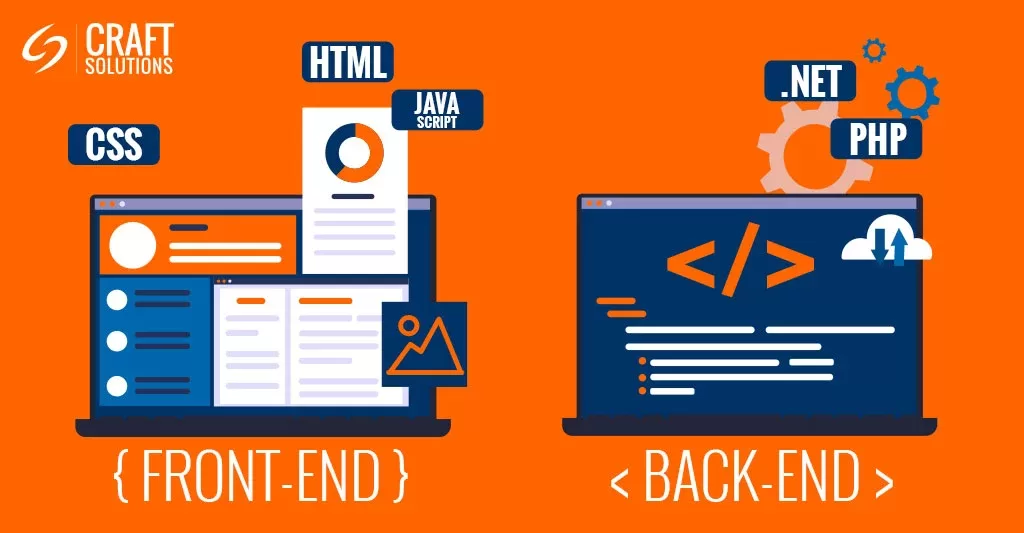 CRAFT
SOLUTIONS
HTML
JAVA
SCRIPT
CSS
.NET
PHP
</>
{ FRONT-END }
< BACK-END >